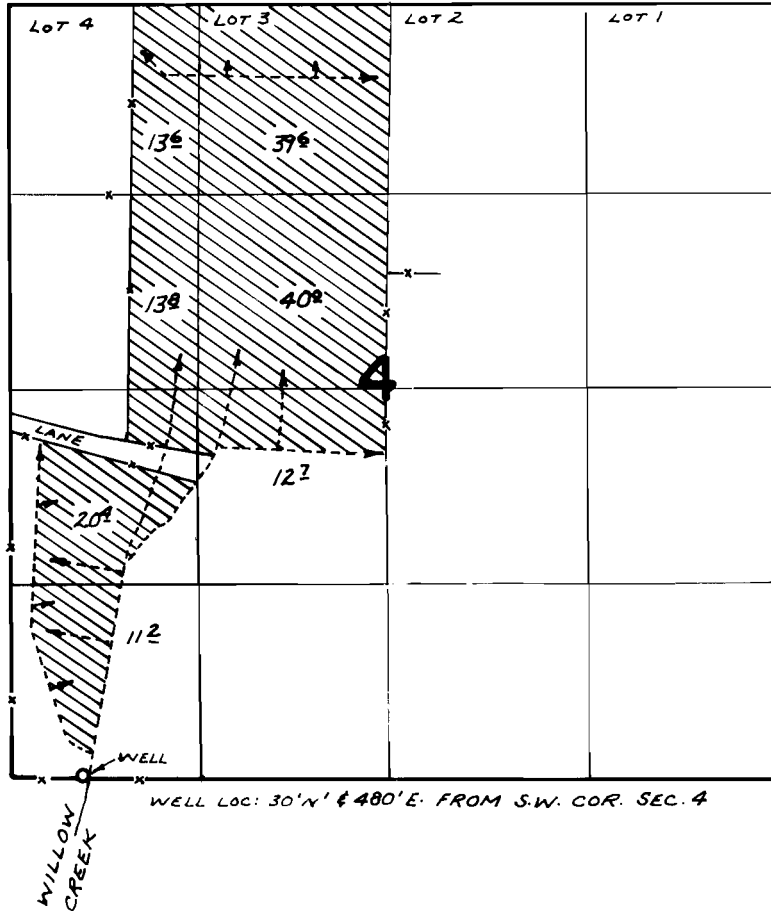 LOT 4
LOT 3
LOT 2
LOT 1
13 6
39 6
13 8
40 0
4
LANE
12 7
20 4
11 2
WELL
WELL LOC: 30' N' & 480' E. FROM S.W. COR. SEC. 4
WILLOW
CREEK